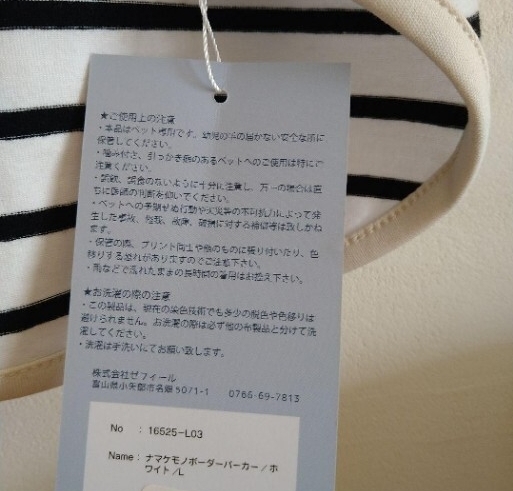 ★ご使用上の注意
・本品はペット専用です。幼児の手の届かない安全な所に
保管してください。
・噛み付き、引っかき癖のあるペットへのご使用は特にご
注意ください。
・誤飲、誤食のないように十分に注意し、万一の場合は直
ちに医師の判断を仰いでください。
・ペットへの予期せぬ行動や天災等の不可抗力によって発
生した事故、怪我、故障、破損に対する補償等は致しかね
ます。
・保管の際、プリント同士や他のものに張り付いたり、色
移りする恐れがありますのでご注意下さい。
・雨などで濡れたままの長時間の着用はお控え下さい。
★お洗濯の際の注意
・この製品は、現在の染色技術でも多少の脱色や色移りは
避けられません。お洗濯の際は必ず他の布製品と分けて洗
濯してください。
・洗濯は手洗いにてお願い致します。
株式会社ゼフィール
富山県小矢部市名畑5071-1 0766-69-7813
No : 16525-L03
Name : ナマケモノボーダーパーカー/ホ
ワイト/L